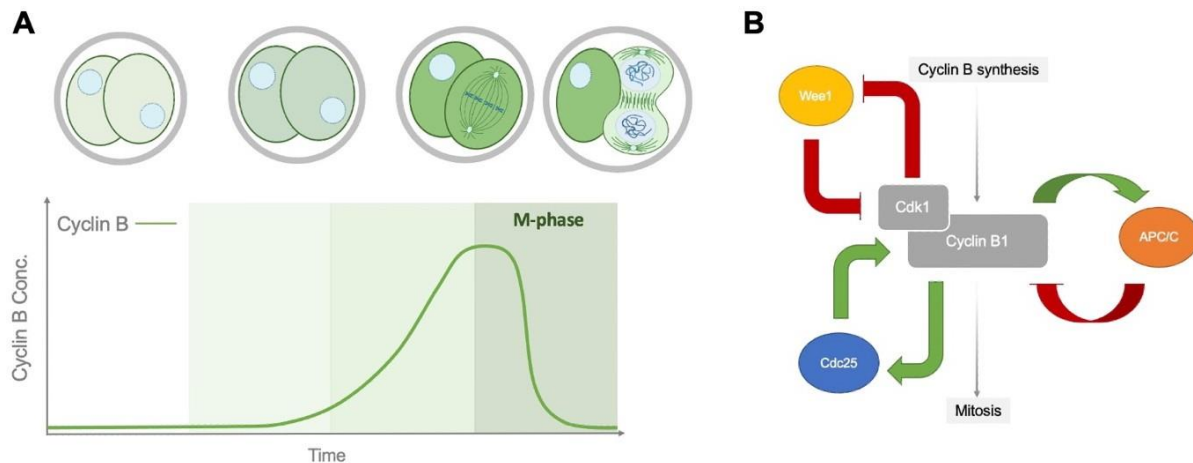 A
Cyclin B
M-phase
Cyclin B Conc.
Time
B
Cyclin B synthesis
Wee1
Cdk1
Cyclin B1
APC/C
Cdc25
Mitosis